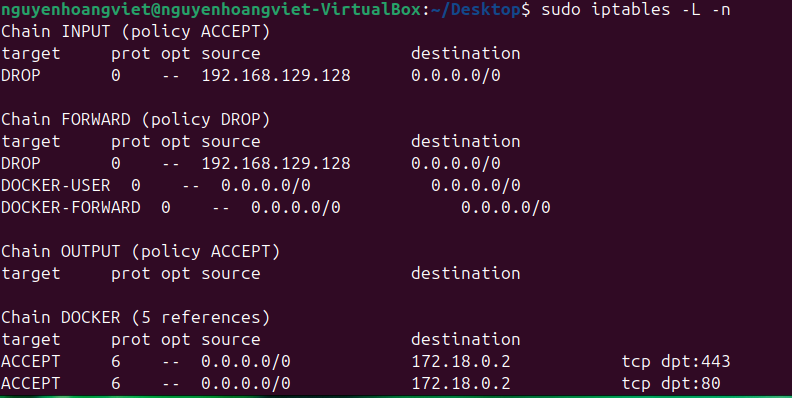 nguyenhoangviet@nguyenhoangviet-VirtualBox:~/Desktop$ sudo iptables -L -n
Chain INPUT (policy ACCEPT)
target     prot opt source               destination
DROP       0    --  192.168.129.128      0.0.0.0/0

Chain FORWARD (policy DROP)
target     prot opt source               destination
DROP       0    --  192.168.129.128      0.0.0.0/0
DOCKER-USER  0    --  0.0.0.0/0            0.0.0.0/0
DOCKER-FORWARD  0    --  0.0.0.0/0            0.0.0.0/0

Chain OUTPUT (policy ACCEPT)
target     prot opt source               destination

Chain DOCKER (5 references)
target     prot opt source               destination
ACCEPT     6    --  0.0.0.0/0            172.18.0.2           tcp dpt:443
ACCEPT     6    --  0.0.0.0/0            172.18.0.2           tcp dpt:80